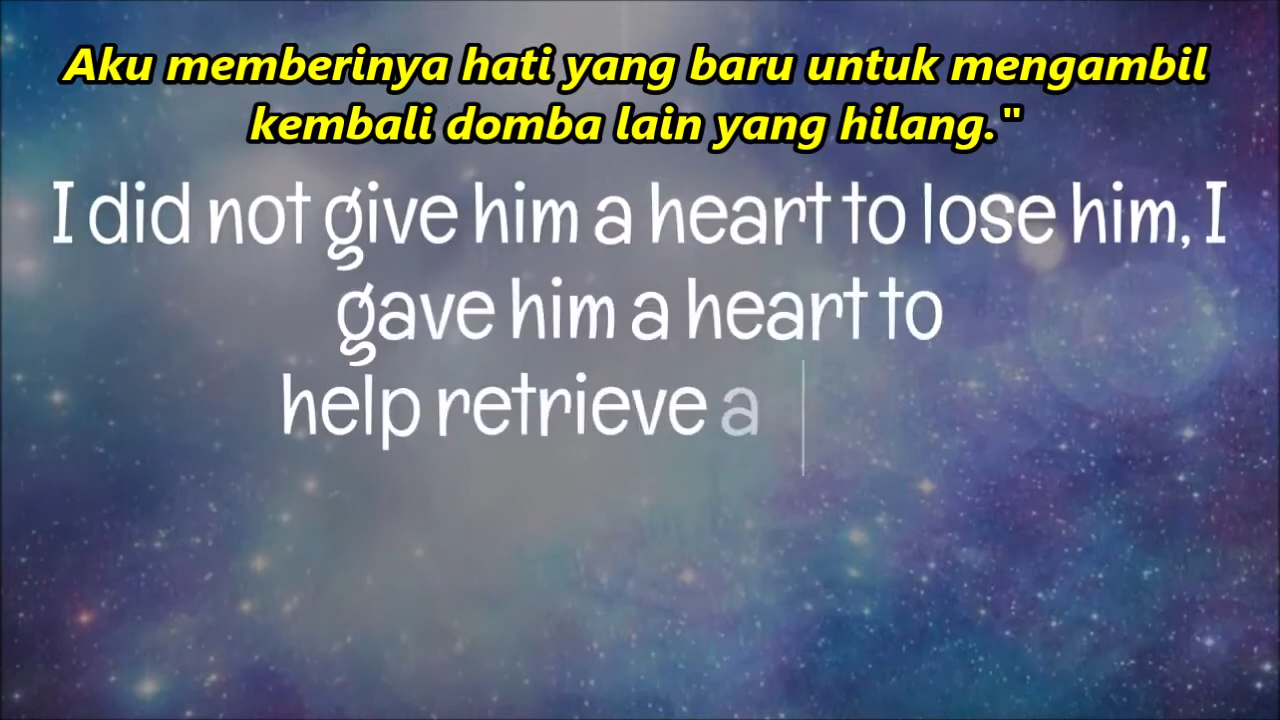 Aku memberinya hati yang baru untuk mengambil
kembali domba lain yang hilang."
I did not give him a heart to lose him, I
gave him a heart to
help retrieve a